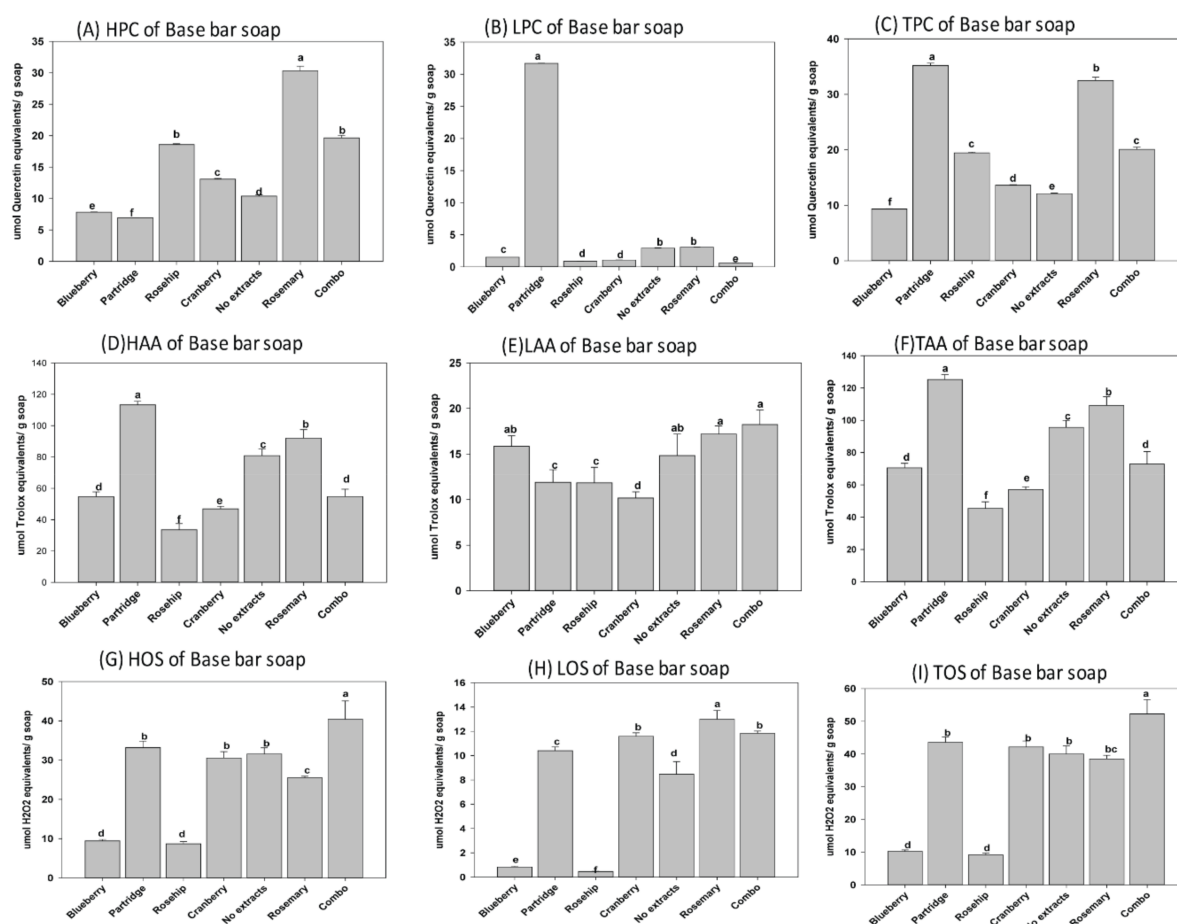 (A) HPC of Base bar soap
umol Quercetin equivalents/ g soap
35
30
25
20
15
10
5
0
e
f
b
c
d
a
b
Blueberry
Partridge
Rosehip
Cranberry
No extracts
Rosemary
Combo
(B) LPC of Base bar soap
umol Quercetin equivalents/ g soap
35
30
25
20
15
10
5
0
c
a
d
d
b
b
e
Blueberry
Partridge
Rosehip
Cranberry
No extracts
Rosemary
Combo
(C) TPC of Base bar soap
umol Quercetin equivalents/ g soap
40
30
20
10
0
f
a
c
d
e
b
c
Blueberry
Partridge
Rosehip
Cranberry
No extracts
Rosemary
Combo
(D)HAA of Base bar soap
umol Trolox equivalents/ g soap
140
120
100
80
60
40
20
0
d
a
f
e
c
b
d
Blueberry
Partridge
Rosehip
Cranberry
No extracts
Rosemary
Combo
(E)LAA of Base bar soap
umol Trolox equivalents/ g soap
25
20
15
10
5
0
ab
c
c
d
ab
a
a
Blueberry
Partridge
Rosehip
Cranberry
No extracts
Rosemary
Combo
(F)TAA of Base bar soap
umol Trolox equivalents/ g soap
140
120
100
80
60
40
20
0
d
a
f
e
c
b
d
Blueberry
Partridge
Rosehip
Cranberry
No extracts
Rosemary
Combo
(G) HOS of Base bar soap
umol H2O2 equivalents/ g soap
50
40
30
20
10
0
d
b
d
b
b
c
a
Blueberry
Partridge
Rosehip
Cranberry
No extracts
Rosemary
Combo
(H) LOS of Base bar soap
umol H2O2 equivalents/ g soap
16
14
12
10
8
6
4
2
0
e
c
f
b
d
a
b
Blueberry
Partridge
Rosehip
Cranberry
No extracts
Rosemary
Combo
(I) TOS of Base bar soap
umol H2O2 equivalents/ g soap
60
50
40
30
20
10
0
d
b
d
b
b
bc
a
Blueberry
Partridge
Rosehip
Cranberry
No extracts
Rosemary
Combo